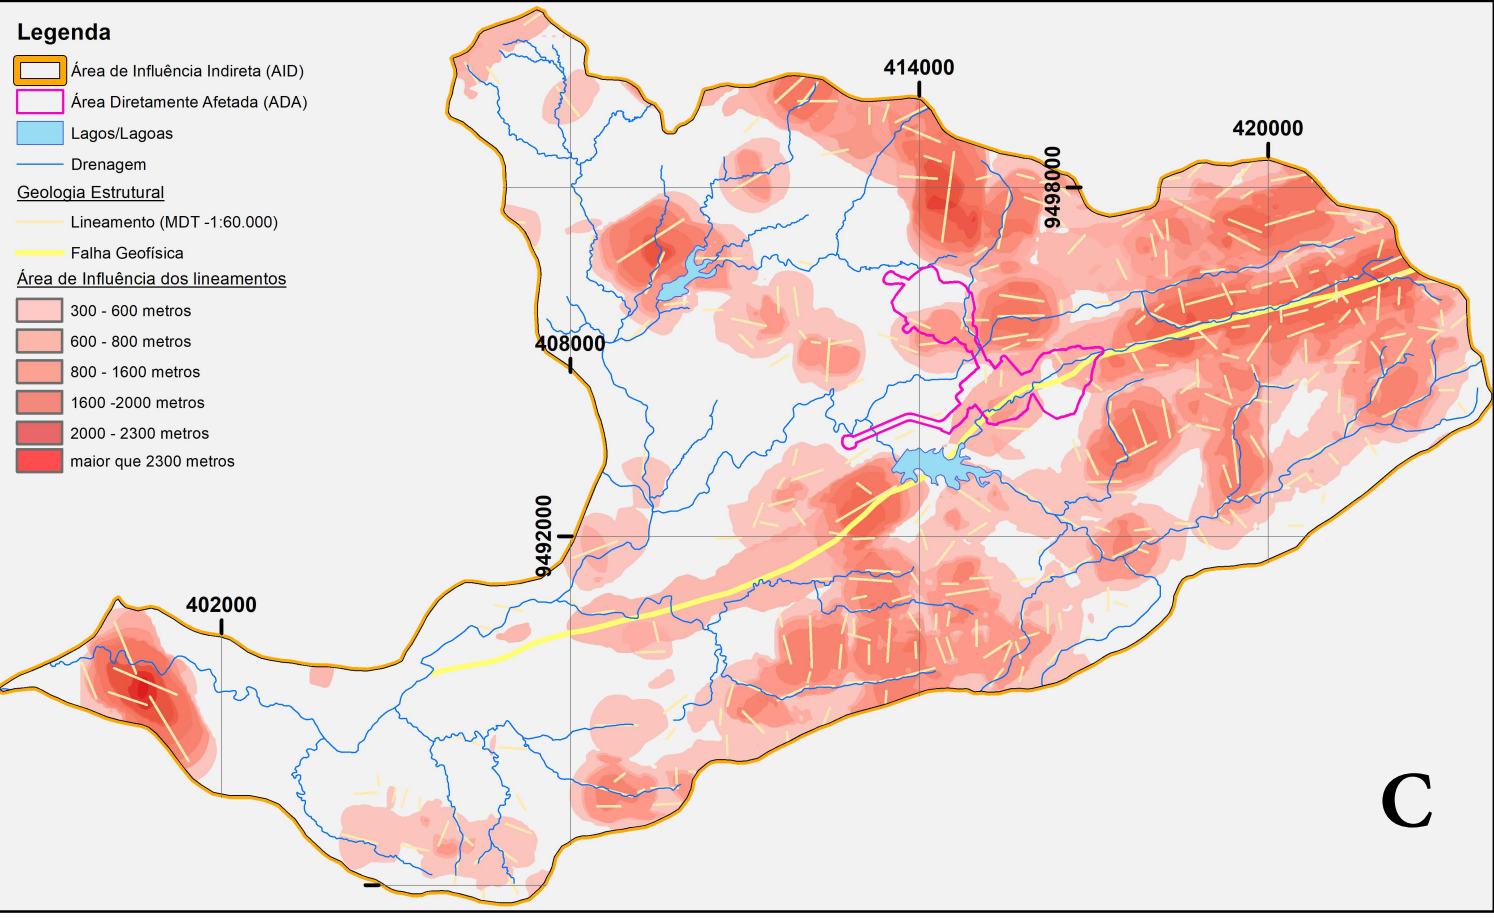 Legenda
Área de Influência Indireta (AID)
Área Diretamente Afetada (ADA)
Lagos/Lagoas
Drenagem
Geologia Estrutural
Lineamento (MDT -1:60.000)
Falha Geofísica
Área de Influência dos lineamentos
300 - 600 metros
600 - 800 metros
800 - 1600 metros
1600 -2000 metros
2000 - 2300 metros
maior que 2300 metros
414000
420000
9498000
408000
9492000
402000
C